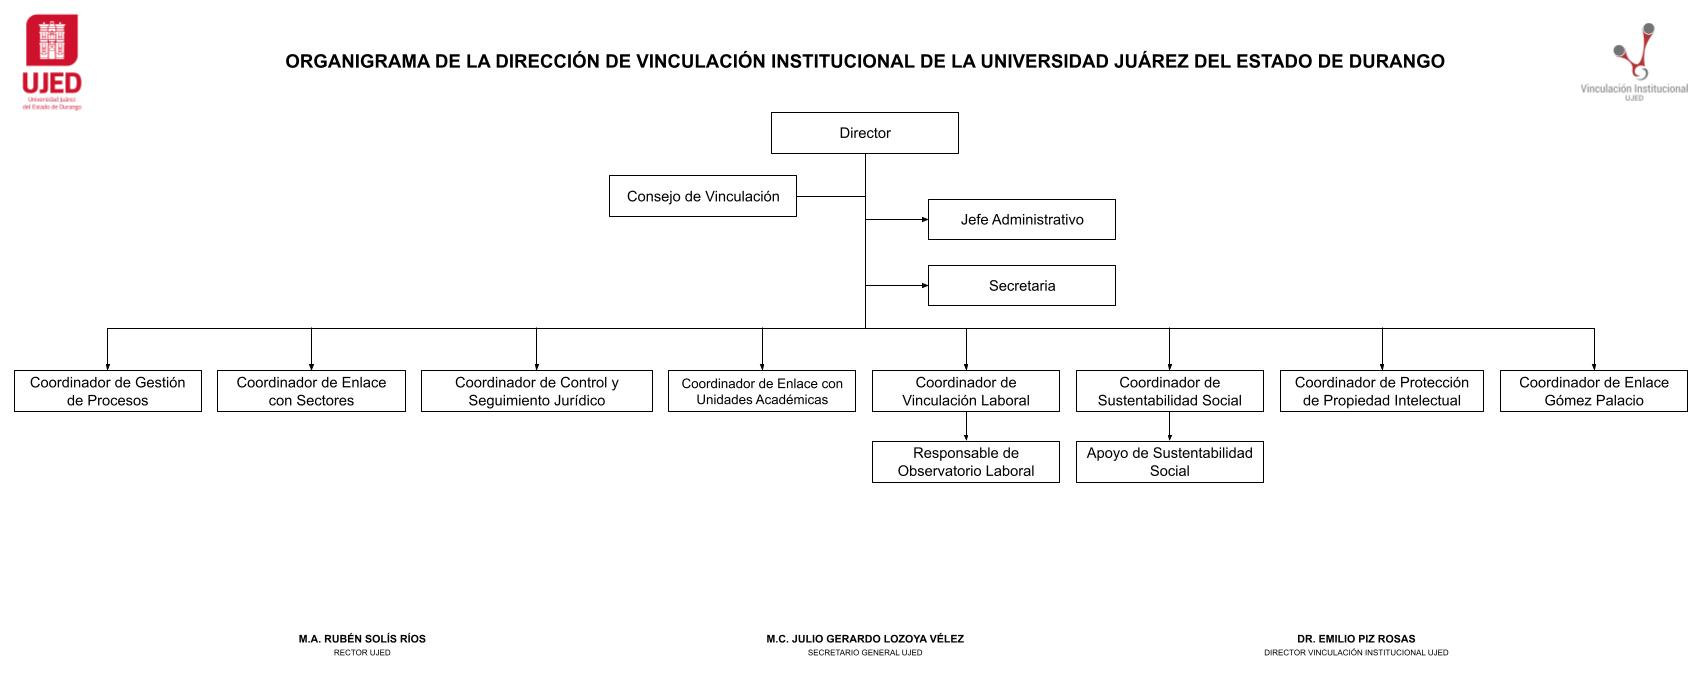 UJED
Universidad Juárez
del Estado de Durango
ORGANIGRAMA DE LA DIRECCIÓN DE VINCULACIÓN INSTITUCIONAL DE LA UNIVERSIDAD JUÁREZ DEL ESTADO DE DURANGO
Vinculación Institucional
UJED
Director
Consejo de Vinculación
Jefe Administrativo
Secretaria
Coordinador de Gestión
de Procesos
Coordinador de Enlace
con Sectores
Coordinador de Control y
Seguimiento Jurídico
Coordinador de Enlace con
Unidades Académicas
Coordinador de
Vinculación Laboral
Coordinador de
Sustentabilidad Social
Coordinador de Protección
de Propiedad Intelectual
Coordinador de Enlace
Gómez Palacio
Responsable de
Observatorio Laboral
Apoyo de Sustentabilidad
Social
M.A. RUBÉN SOLÍS RÍOS
RECTOR UJED
M.C. JULIO GERARDO LOZOYA VÉLEZ
SECRETARIO GENERAL UJED
DR. EMILIO PIZ ROSAS
DIRECTOR VINCULACIÓN INSTITUCIONAL UJED